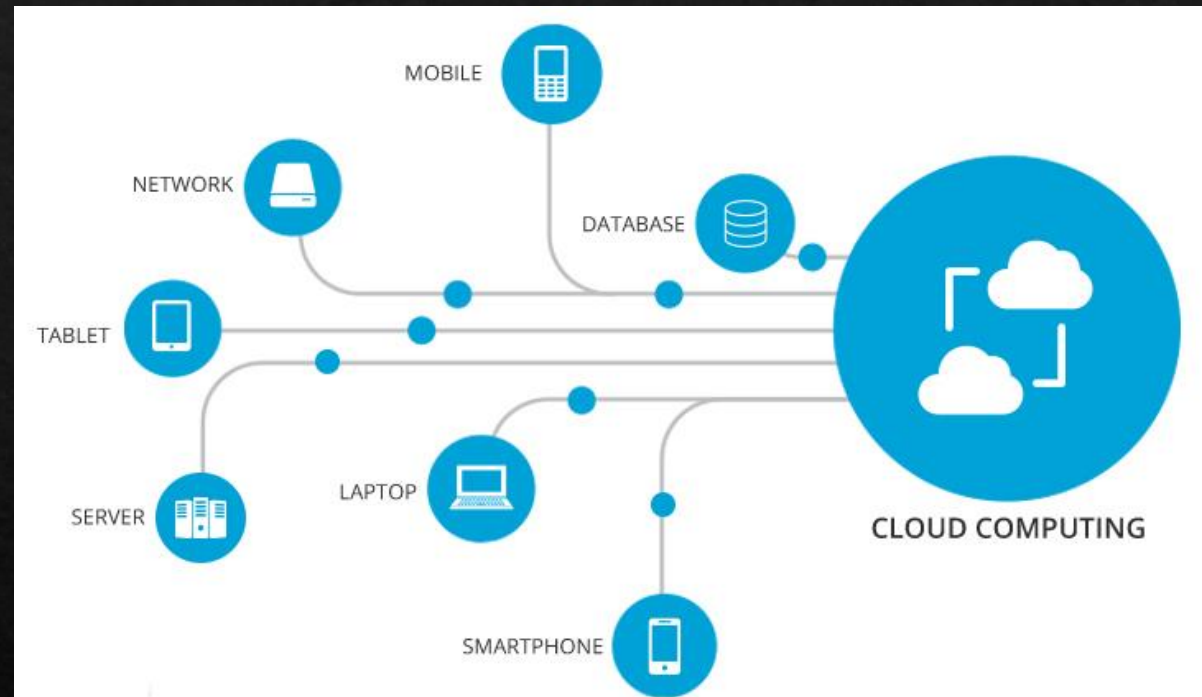 MOBILE
NETWORK
DATABASE
TABLET
SERVER
LAPTOP
CLOUD COMPUTING
SMARTPHONE